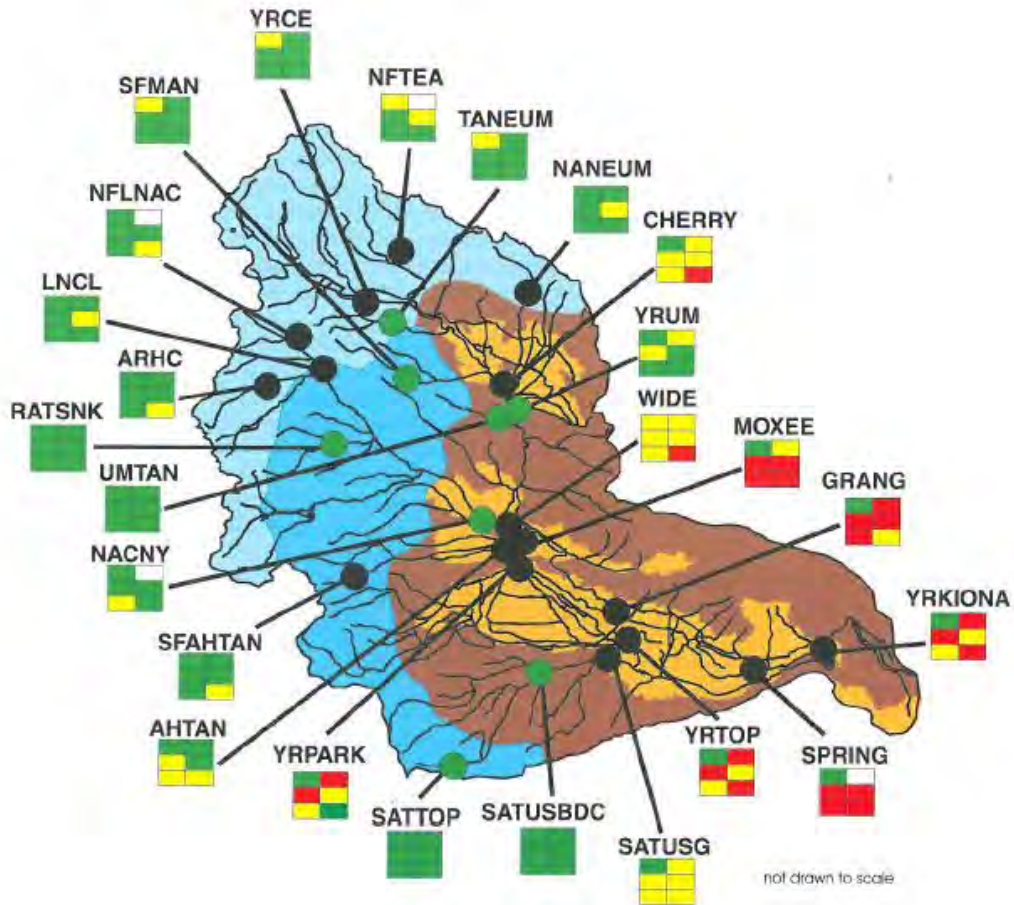 YRCE
SFMAN
NFTEA
TANEUM
NANEUM
NFLNAC
CHERRY
LNCL
YRUM
ARHC
WIDE
RATSNK
MOXEE
UMTAN
GRANG
NACNY
YRKIONA
SFAHTAN
AHTAN
YRPARK
YRTOP
SPRING
SATTOP
SATUSBDC
SATUSG
not drawn to scale